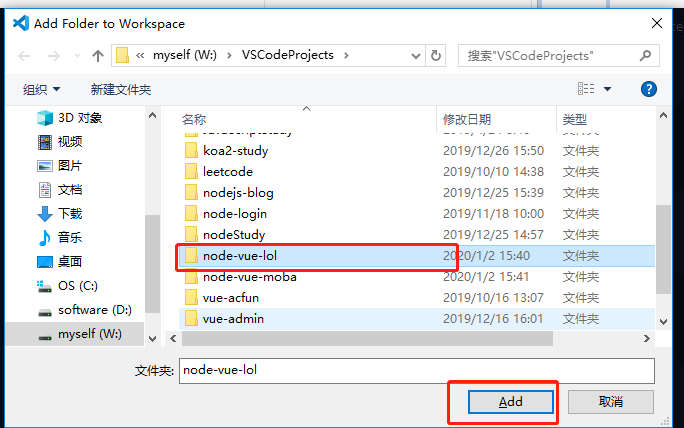 Add Folder to Workspace
« myself (W:) › VSCodeProjects ›
搜索"VSCodeProjects"
组织 新建文件夹
3D 对象
视频
图片
文档
下载
音乐
桌面
OS (C:)
software (D:)
myself (W:)
名称 修改日期 类型
koa2-study 2019/12/26 15:50 文件夹
leetcode 2019/10/10 14:38 文件夹
nodejs-blog 2019/12/25 15:39 文件夹
node-login 2019/11/18 10:00 文件夹
nodeStudy 2019/12/25 14:57 文件夹
node-vue-lol 2020/1/2 15:40 文件夹
node-vue-moba 2020/1/2 15:41 文件夹
vue-acfun 2019/10/16 13:07 文件夹
vue-admin 2019/12/16 16:01 文件夹
文件夹: node-vue-lol
Add 取消